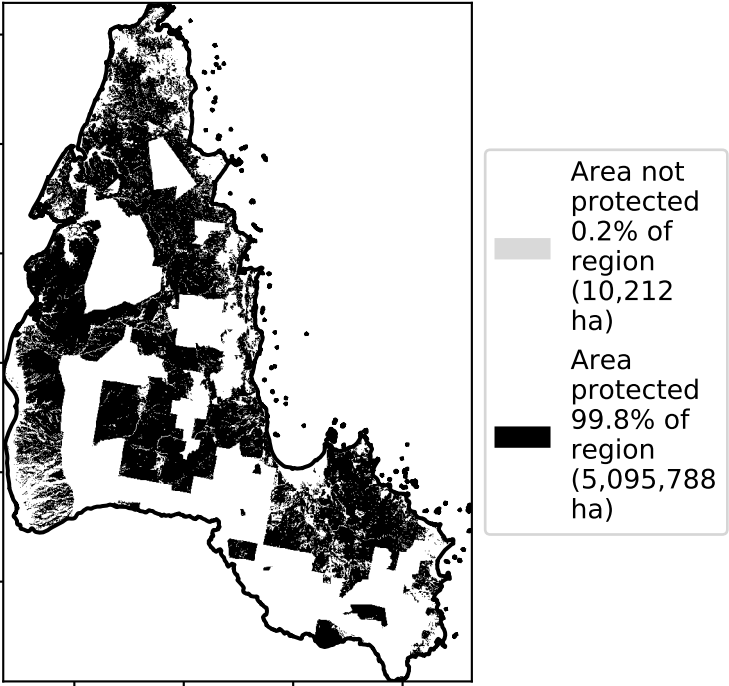 Area not
protected
0.2% of
region
(10,212
ha)
Area
protected
99.8% of
region
(5,095,788
ha)